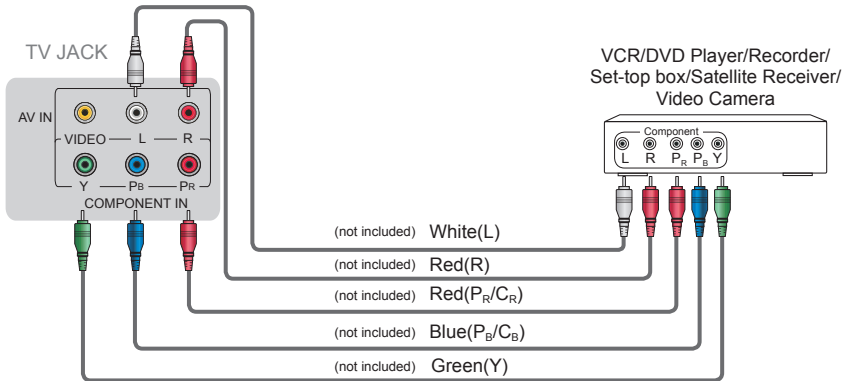 TV JACK
VCR/DVD Player/Recorder/
Set-top box/Satellite Receiver/
Video Camera
AV IN
VIDEO L R
Y PB PR
COMPONENT IN
Component
L R PR PB Y
(not included) White(L)
(not included) Red(R)
(not included) Red(PR/CR)
(not included) Blue(PB/CB)
(not included) Green(Y)